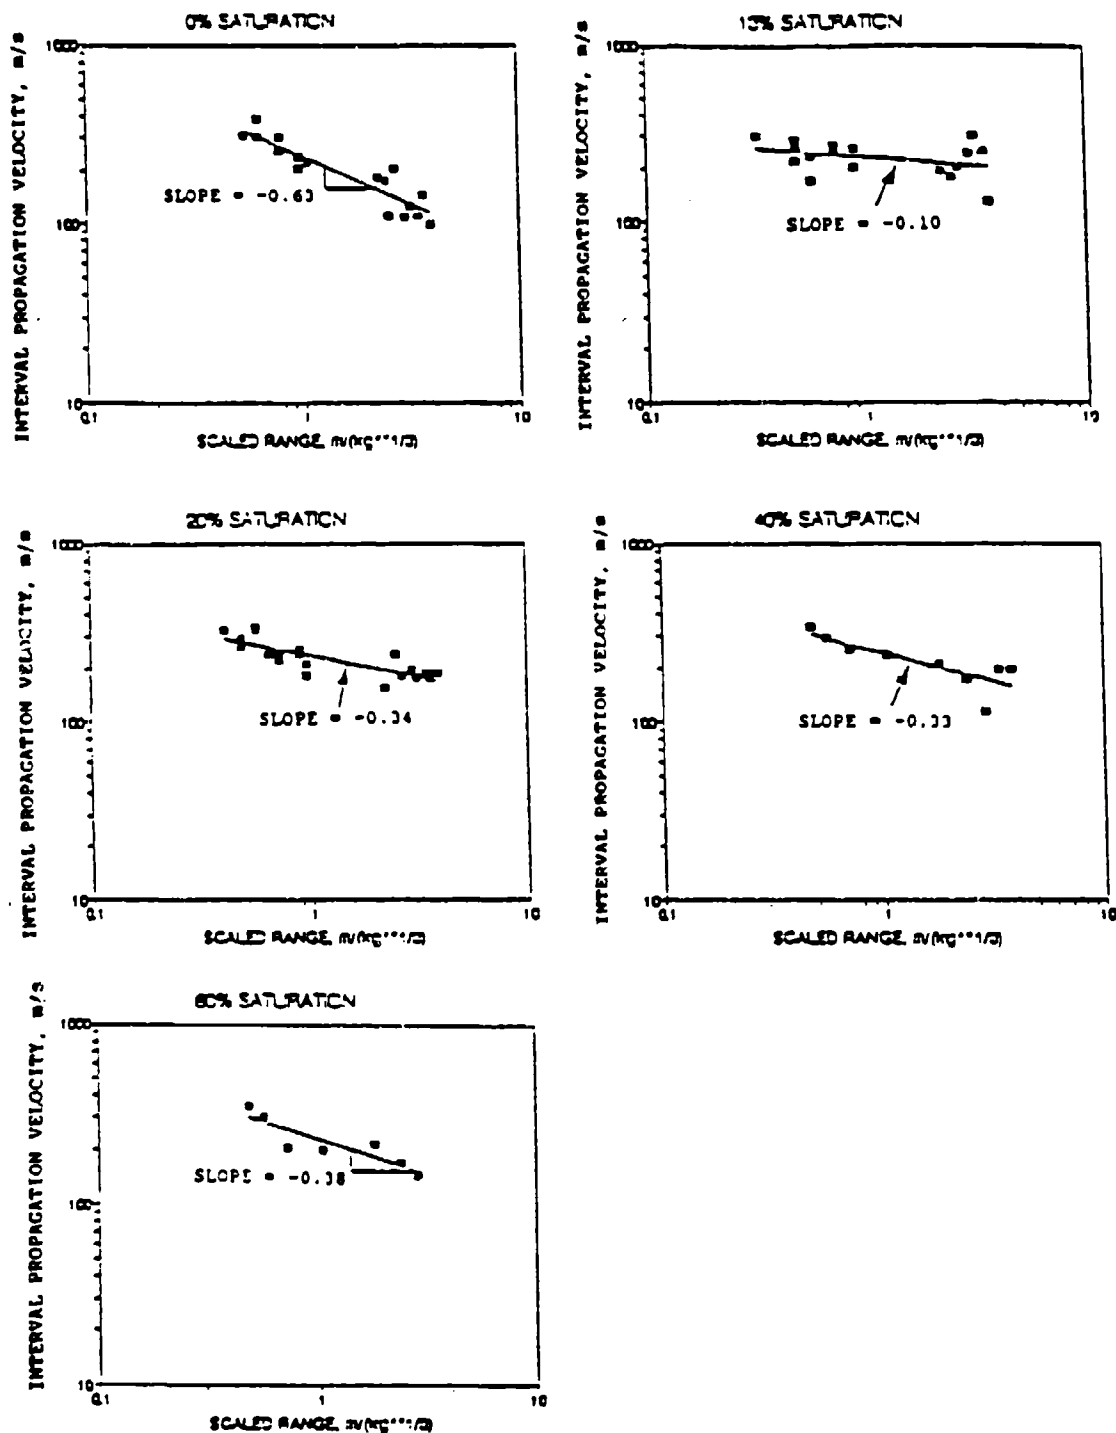 0% SATURATION
INTERVAL PROPAGATION VELOCITY, m/s
1000
100
10
0.1
1
10
SLOPE = -0.63
SCALED RANGE, m/(kg**1/3)
10% SATURATION
INTERVAL PROPAGATION VELOCITY, m/s
1000
100
10
0.1
1
10
SLOPE = -0.10
SCALED RANGE, m/(kg**1/3)
20% SATURATION
INTERVAL PROPAGATION VELOCITY, m/s
1000
100
10
0.1
1
10
SLOPE = -0.34
SCALED RANGE, m/(kg**1/3)
40% SATURATION
INTERVAL PROPAGATION VELOCITY, m/s
1000
100
10
0.1
1
10
SLOPE = -0.33
SCALED RANGE, m/(kg**1/3)
SATURATION
INTERVAL PROPAGATION VELOCITY, m/s
1000
100
10
0.1
1
10
SLOPE = -0.38
SCALED RANGE, m/(kg**1/3)